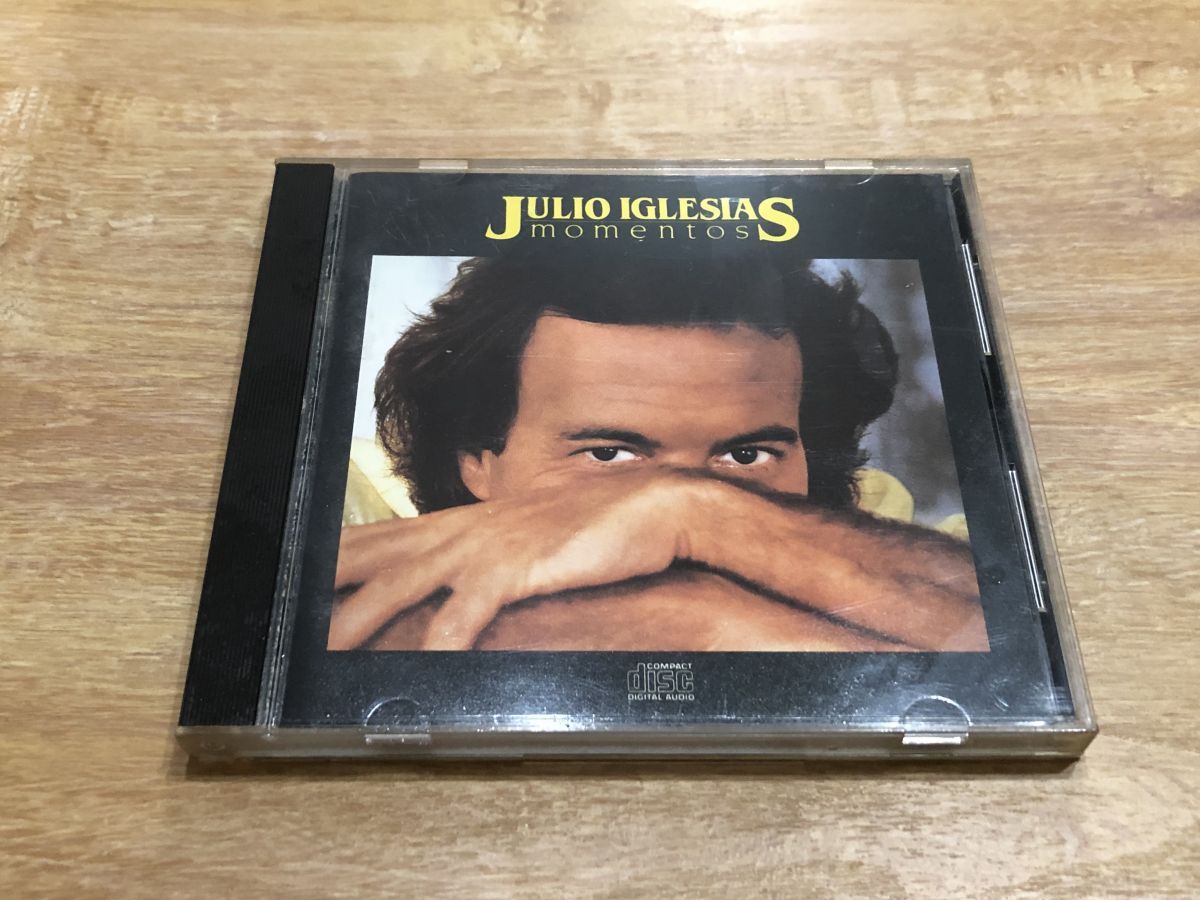 JULIO IGLESIAS
momentos
COMPACT
disc
DIGITAL AUDIO